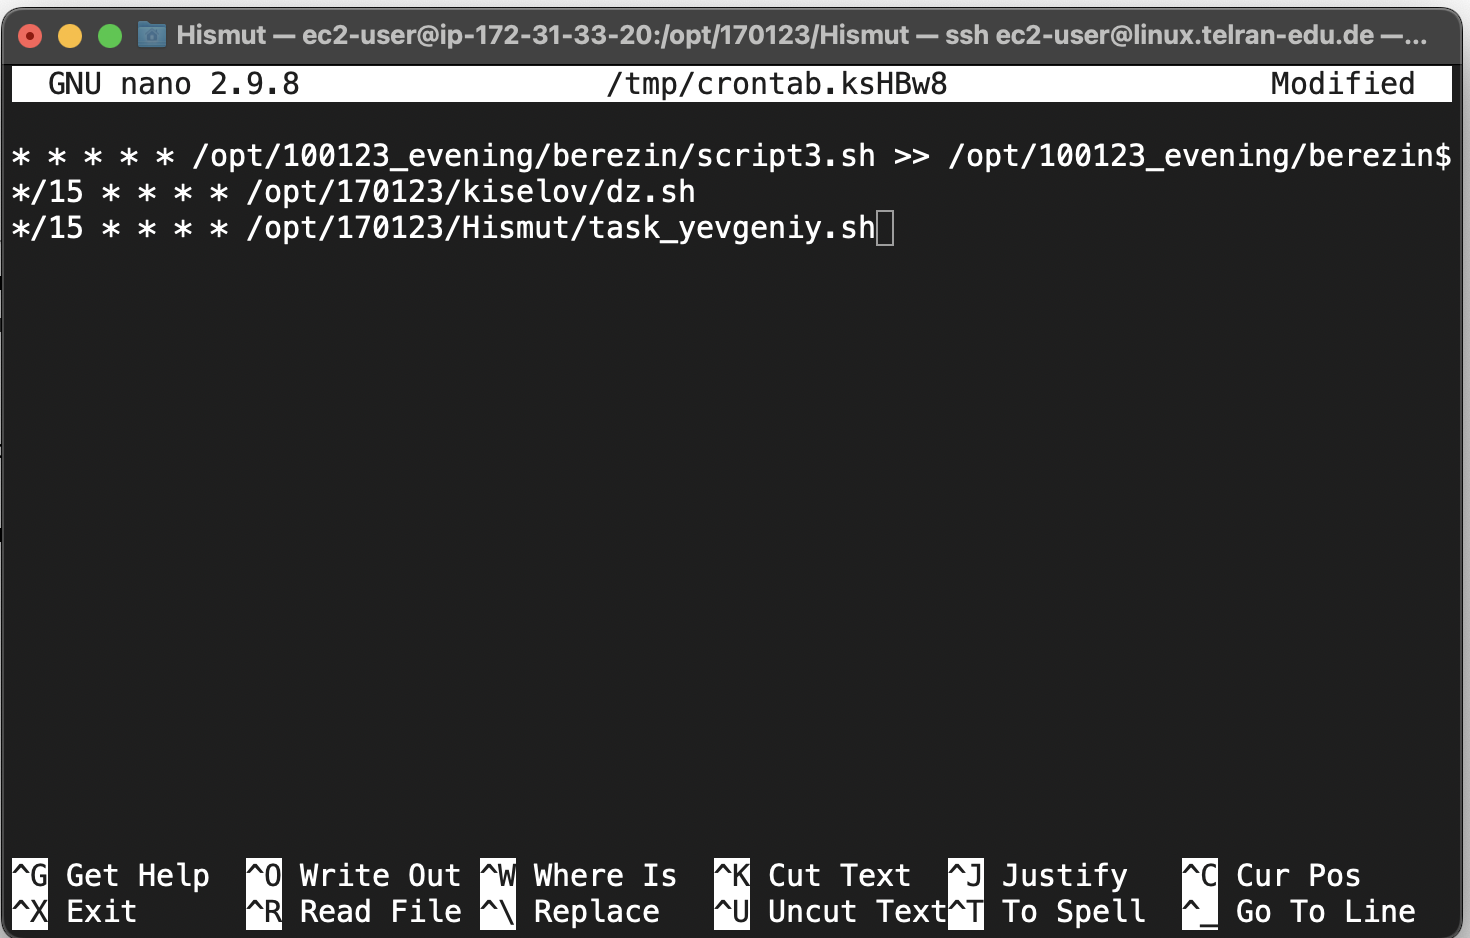 Hismut — ec2-user@ip-172-31-33-20:/opt/170123/Hismut — ssh ec2-user@linux.telran-edu.de —...
GNU nano 2.9.8 /tmp/crontab.ksHBw8 Modified
* * * * * /opt/100123_evening/berezin/script3.sh >> /opt/100123_evening/berezin$
*/15 * * * * /opt/170123/kiselov/dz.sh
*/15 * * * * /opt/170123/Hismut/task_yevgeniy.sh
^G Get Help ^O Write Out ^W Where Is ^K Cut Text ^J Justify ^C Cur Pos
^X Exit ^R Read File ^\ Replace ^U Uncut Text ^T To Spell ^_ Go To Line